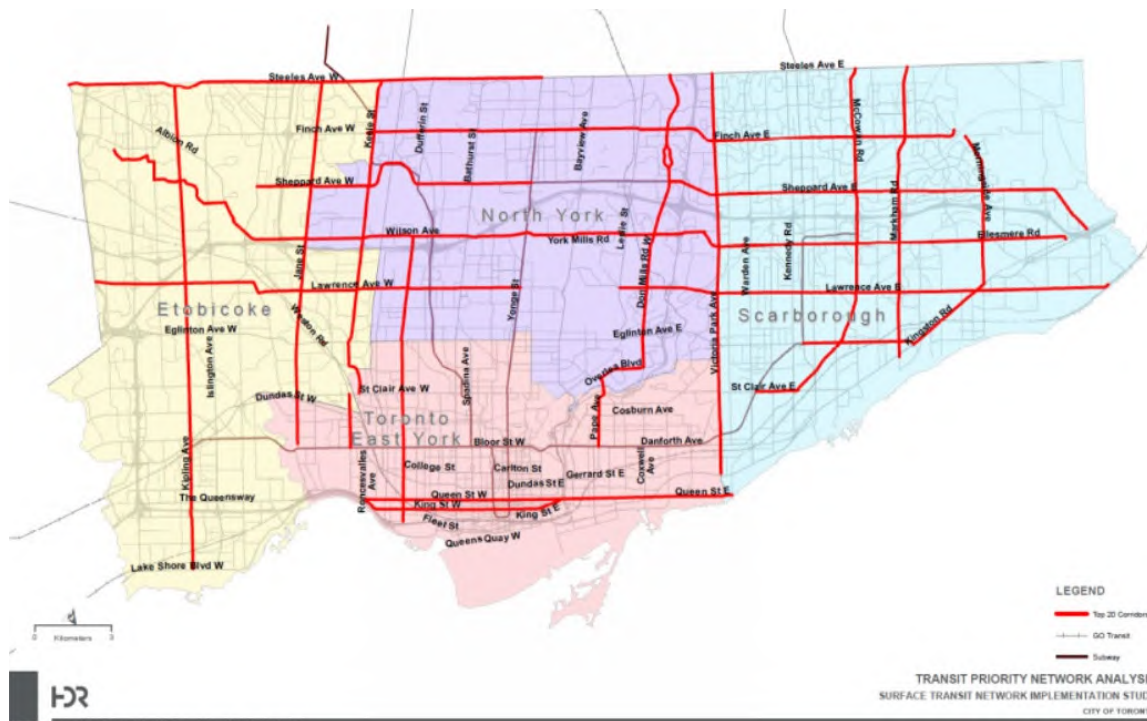 Steeles Ave W
Steeles Ave E
Albion Rd
Finch Ave W
Keele St
Dufferin St
Bathurst St
Bayview Ave
Finch Ave E
McCowan Rd
Morningside Ave
Sheppard Ave W
Sheppard Ave E
North York
Leslie St
Don Mills Rd W
Markham Rd
Wilson Ave
York Mills Rd
Ellesmere Rd
Jane St
Warden Ave
Kennedy Rd
Lawrence Ave W
Yonge St
Victoria Park Ave
Lawrence Ave E
Etobicoke
Weston Rd
Scarborough
Kingston Rd
Eglinton Ave W
Eglinton Ave E
Islington Ave
Spadina Ave
Overlea Blvd
St Clair Ave W
St Clair Ave E
Dundas St W
Toronto
East York
Pape Ave
Cosburn Ave
Bloor St W
Danforth Ave
Kipling Ave
Roncesvalles
Ave
College St
Carlton St
Gerrard St E
Coxwell
Ave
Dundas St E
The Queensway
Queen St W
Queen St E
King St W
King St E
Fleet St
Queens Quay W
Lake Shore Blvd W
0 Kilometers 3
LEGEND
Top 20 Corridors
GO Transit
Subway
HDR
TRANSIT PRIORITY NETWORK ANALYSI
SURFACE TRANSIT NETWORK IMPLEMENTATION STUD
CITY OF TORONT